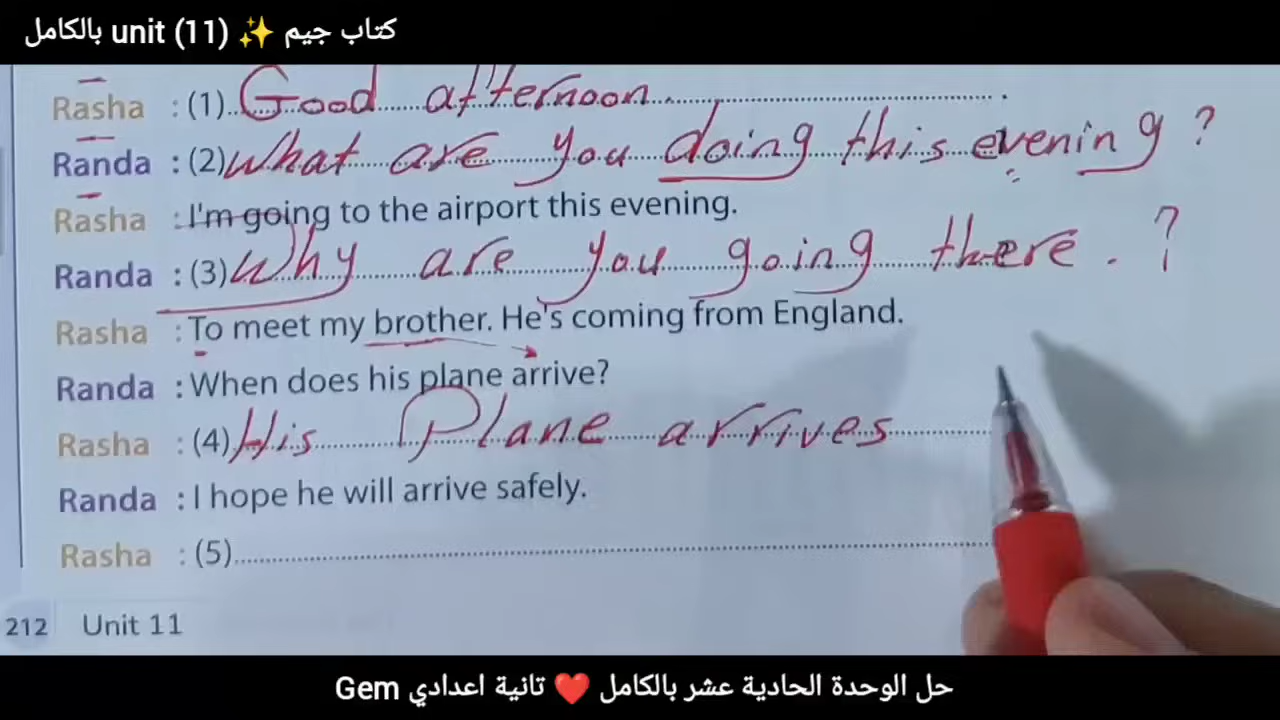 كتاب جيم ✨ unit (11) بالكامل
Rasha : (1) Good afternoon .
Randa : (2) What are you doing this evening ?
Rasha : I'm going to the airport this evening.
Randa : (3) Why are you going there . ?
Rasha : To meet my brother. He's coming from England.
Randa : When does his plane arrive?
Rasha : (4) His Plane arrives
Randa : I hope he will arrive safely.
Rasha : (5)
212 Unit 11
حل الوحدة الحادية عشر بالكامل ❤️ تانية اعدادي Gem